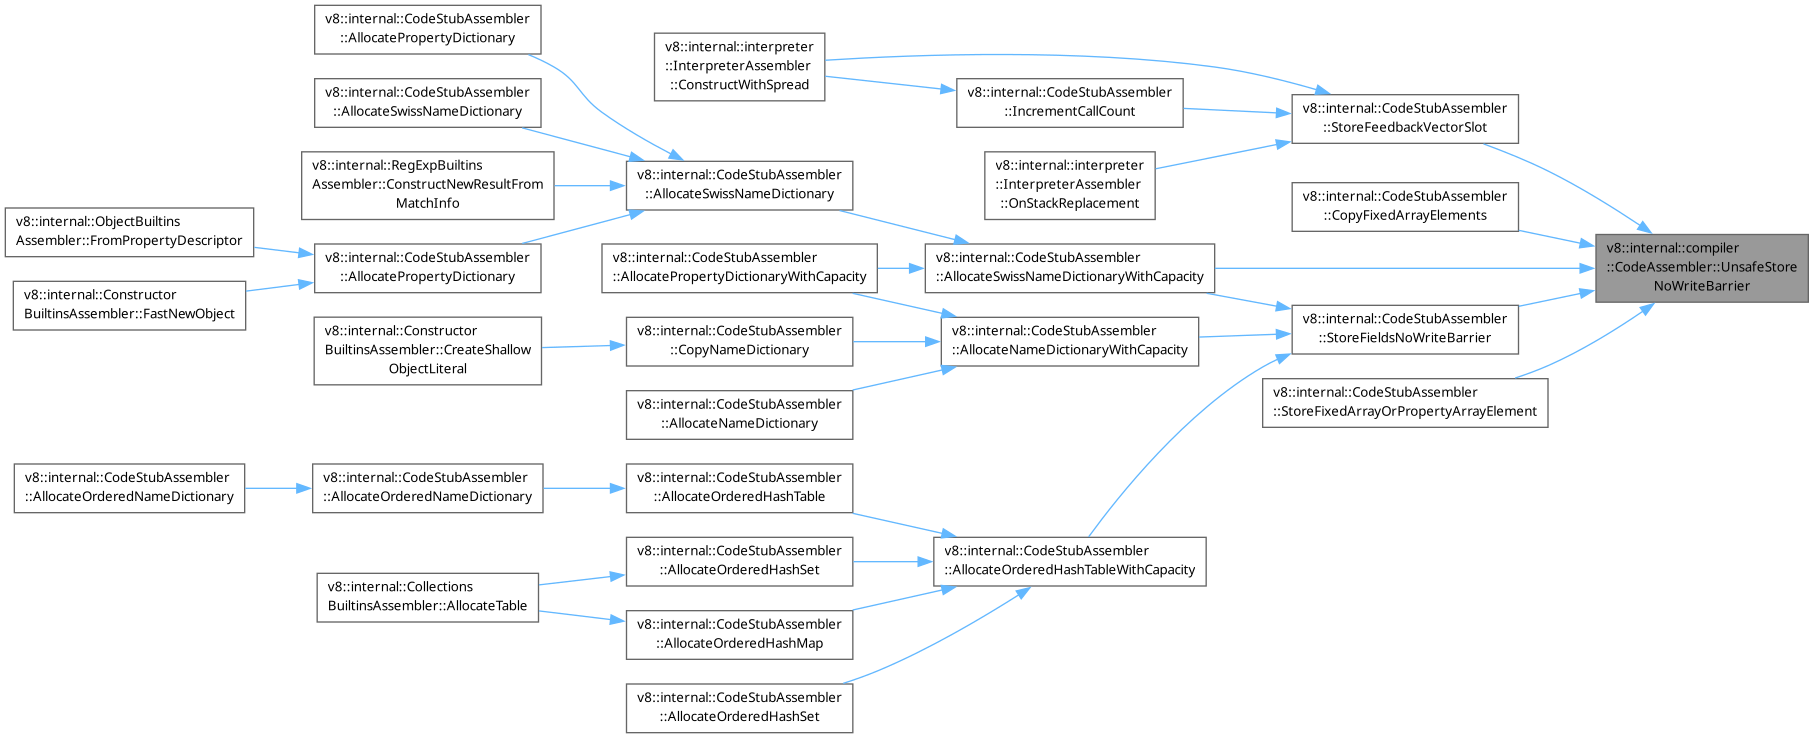 v8::internal::CodeStubAssembler
::AllocatePropertyDictionary
v8::internal::CodeStubAssembler
::AllocateSwissNameDictionary
v8::internal::RegExpBuiltins
Assembler::ConstructNewResultFrom
MatchInfo
v8::internal::ObjectBuiltins
Assembler::FromPropertyDescriptor
v8::internal::Constructor
BuiltinsAssembler::FastNewObject
v8::internal::CodeStubAssembler
::AllocatePropertyDictionary
v8::internal::Constructor
BuiltinsAssembler::CreateShallow
ObjectLiteral
v8::internal::CodeStubAssembler
::AllocateOrderedNameDictionary
v8::internal::CodeStubAssembler
::AllocateOrderedNameDictionary
v8::internal::Collections
BuiltinsAssembler::AllocateTable
v8::internal::interpreter
::InterpreterAssembler
::ConstructWithSpread
v8::internal::CodeStubAssembler
::AllocateSwissNameDictionary
v8::internal::CodeStubAssembler
::AllocatePropertyDictionaryWithCapacity
v8::internal::CodeStubAssembler
::CopyNameDictionary
v8::internal::CodeStubAssembler
::AllocateNameDictionary
v8::internal::CodeStubAssembler
::AllocateOrderedHashTable
v8::internal::CodeStubAssembler
::AllocateOrderedHashSet
v8::internal::CodeStubAssembler
::AllocateOrderedHashMap
v8::internal::CodeStubAssembler
::AllocateOrderedHashSet
v8::internal::CodeStubAssembler
::IncrementCallCount
v8::internal::interpreter
::InterpreterAssembler
::OnStackReplacement
v8::internal::CodeStubAssembler
::AllocateSwissNameDictionaryWithCapacity
v8::internal::CodeStubAssembler
::AllocateNameDictionaryWithCapacity
v8::internal::CodeStubAssembler
::AllocateOrderedHashTableWithCapacity
v8::internal::CodeStubAssembler
::StoreFeedbackVectorSlot
v8::internal::CodeStubAssembler
::CopyFixedArrayElements
v8::internal::CodeStubAssembler
::StoreFieldsNoWriteBarrier
v8::internal::CodeStubAssembler
::StoreFixedArrayOrPropertyArrayElement
v8::internal::compiler
::CodeAssembler::UnsafeStore
NoWriteBarrier